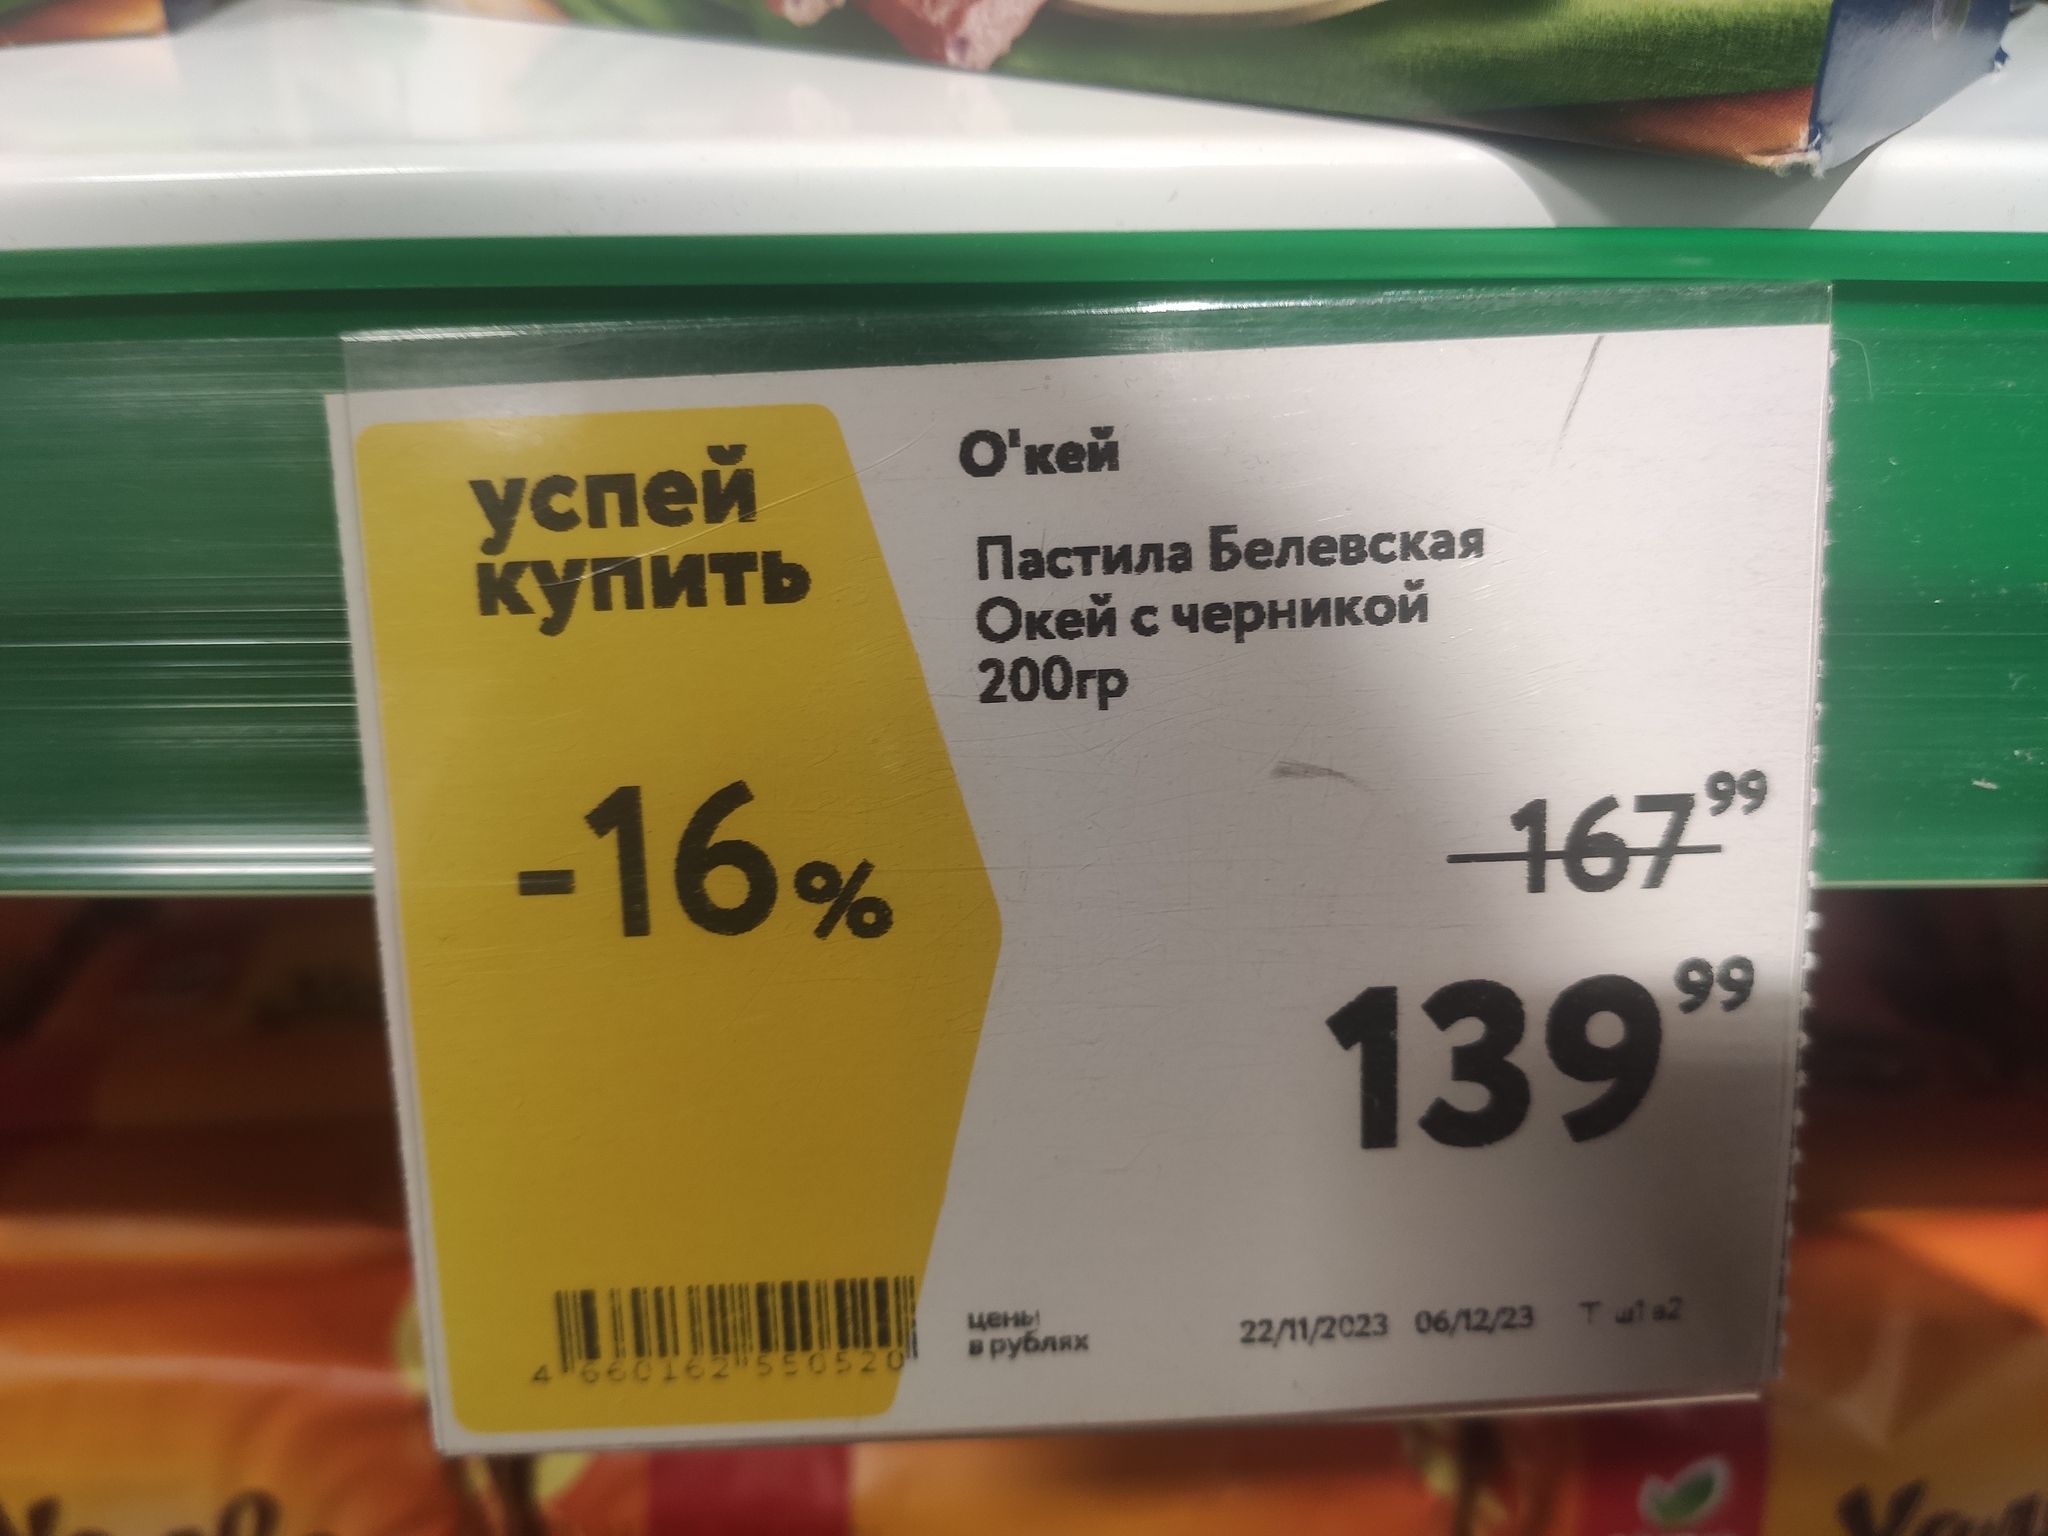 успей
купить
-16%
О'кей
Пастила Белевская
Окей с черникой
200гр
167 99
139 99
4 660162 550520
цены
в рублях
22/11/2023 06/12/23